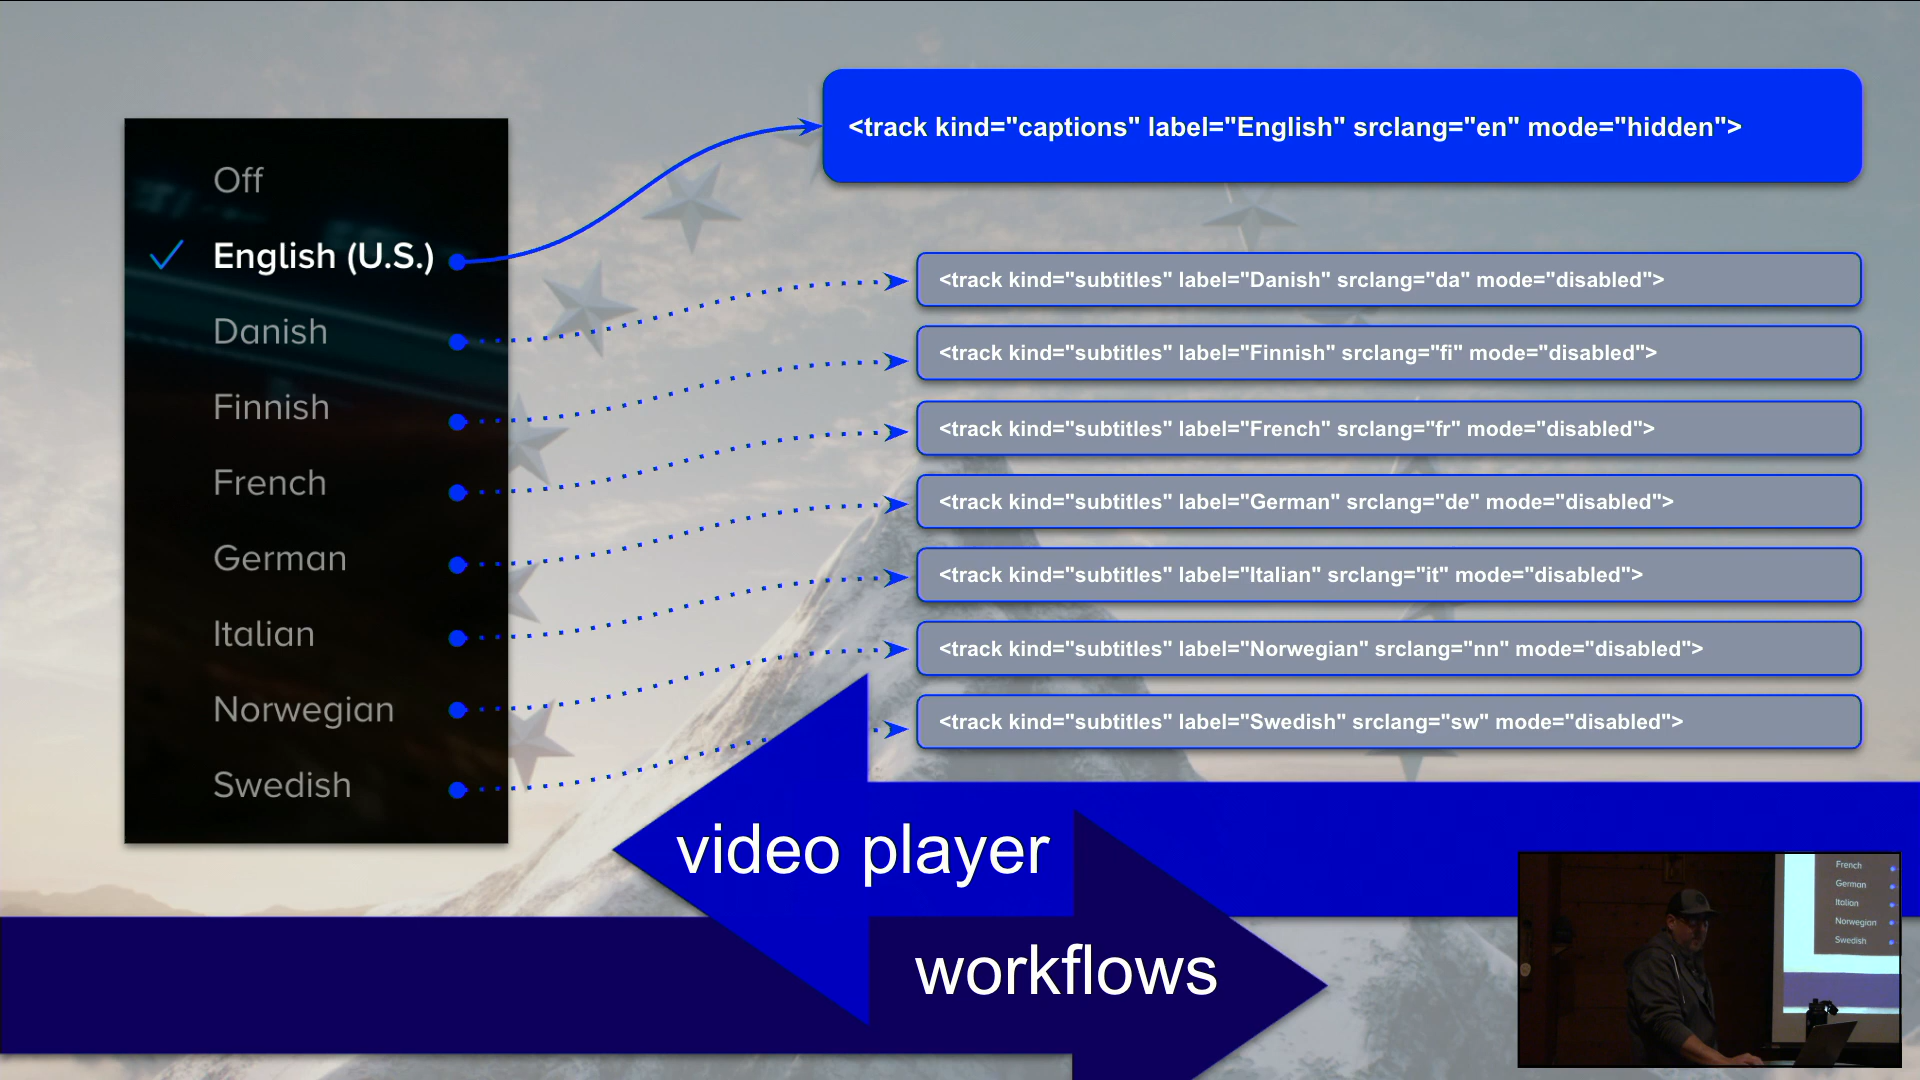 Off
English (U.S.)
Danish
Finnish
French
German
Italian
Norwegian
Swedish
<track kind="captions" label="English" srclang="en" mode="hidden">
<track kind="subtitles" label="Danish" srclang="da" mode="disabled">
<track kind="subtitles" label="Finnish" srclang="fi" mode="disabled">
<track kind="subtitles" label="French" srclang="fr" mode="disabled">
<track kind="subtitles" label="German" srclang="de" mode="disabled">
<track kind="subtitles" label="Italian" srclang="it" mode="disabled">
<track kind="subtitles" label="Norwegian" srclang="nn" mode="disabled">
<track kind="subtitles" label="Swedish" srclang="sw" mode="disabled">
video player
workflows
French
German
Italian
Norwegian
Swedish